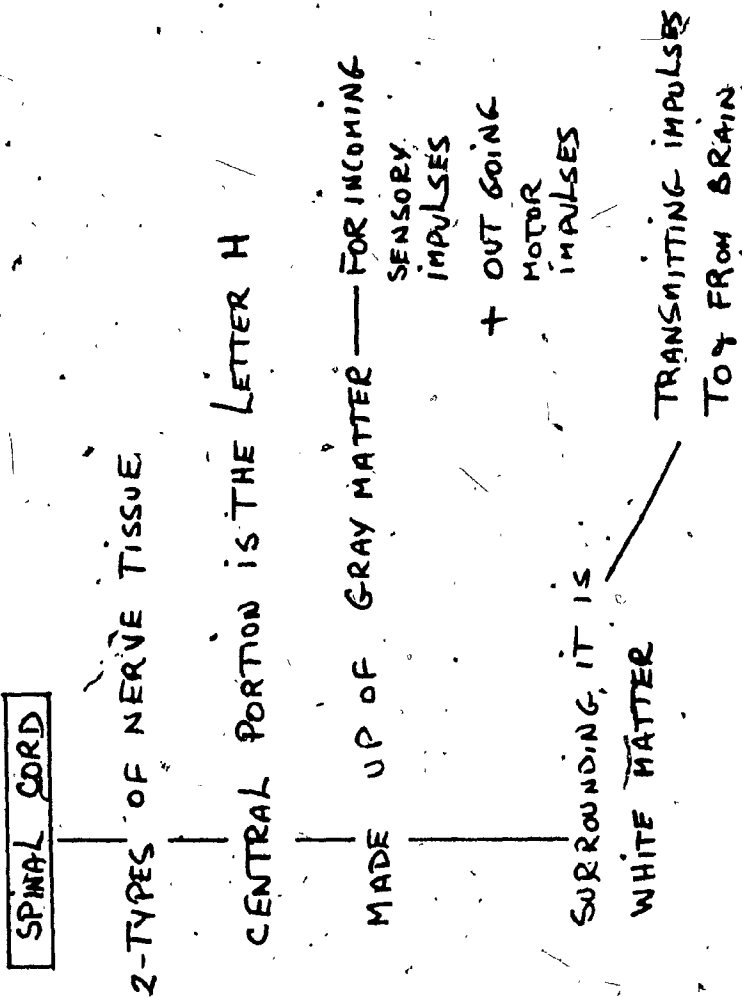 SPINAL CORD
2-TYPES OF NERVE TISSUE
CENTRAL PORTION IS THE LETTER H
MADE UP OF GRAY MATTER — FOR INCOMING
SENSORY
IMPULSES
+ OUT GOING
MOTOR
IMPULSES
SURROUNDING IT IS
WHITE MATTER
TRANSMITTING IMPULSES
TO & FROM BRAIN